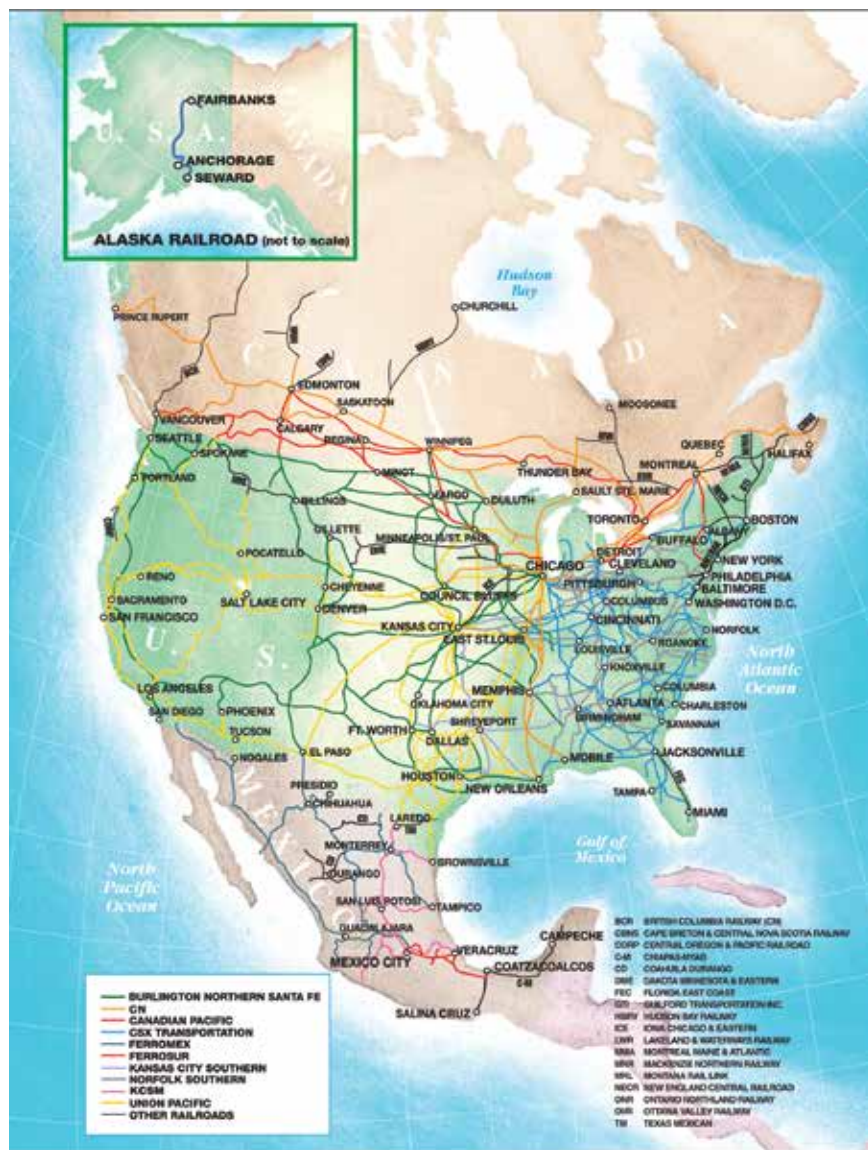 FAIRBANKS
U. S. A.
CANADA
ANCHORAGE
SEWARD
ALASKA RAILROAD (not to scale)
Hudson
Bay
PRINCE RUPERT
CHURCHILL
C A N A D A
EDMONTON
SASKATOON
MOOSONEE
VANCOUVER
CALGARY
REGINA
WINNIPEG
QUEBEC
HALIFAX
SEATTLE
SPOKANE
MINOT
THUNDER BAY
MONTREAL
PORTLAND
FARGO
DULUTH
SAULT STE. MARIE
BILLINGS
TORONTO
BOSTON
ALBANY
GILLETTE
MINNEAPOLIS/ST. PAUL
BUFFALO
DETROIT
POCATELLO
CHICAGO
CLEVELAND
NEW YORK
RENO
CHEYENNE
PITTSBURGH
PHILADELPHIA
BALTIMORE
SACRAMENTO
SALT LAKE CITY
DENVER
COUNCIL BLUFFS
COLUMBUS
WASHINGTON D.C.
SAN FRANCISCO
KANSAS CITY
CINCINNATI
EAST ST.LOUIS
NORFOLK
U. S. A.
LOUISVILLE
ROANOKE
North
Atlantic
Ocean
KNOXVILLE
LOS ANGELES
MEMPHIS
COLUMBIA
SAN DIEGO
PHOENIX
KLAHOMA CITY
ATLANTA
CHARLESTON
SHREVEPORT
BIRMINGHAM
TUCSON
FT. WORTH
DALLAS
SAVANNAH
NOGALES
EL PASO
MOBILE
JACKSONVILLE
HOUSTON
NEW ORLEANS
PRESIDIO
TAMPA
CHIHUAHUA
MIAMI
LAREDO
MEXICO
MONTERREY
Gulf of
Mexico
North
Pacific
Ocean
BROWNSVILLE
DURANGO
SAN LUIS POTOSI
TAMPICO
GUADALAJARA
CAMPECHE
MEXICO CITY
VERACRUZ
COATZACOALCOS
C-M
SALINA CRUZ
BURLINGTON NORTHERN SANTA FE
CN
CANADIAN PACIFIC
CSX TRANSPORTATION
FERROMEX
FERROSUR
KANSAS CITY SOUTHERN
NORFOLK SOUTHERN
KCSM
UNION PACIFIC
OTHER RAILROADS
BCR BRITISH COLUMBIA RAILWAY (CN)
CBNS CAPE BRETON & CENTRAL NOVA SCOTIA RAILWAY
CORP CENTRAL OREGON & PACIFIC RAILROAD
C-M CHIAPAS-MAYAB
CD COAHUILA DURANGO
DME DAKOTA MINNESOTA & EASTERN
FEC FLORIDA EAST COAST
GTI GUILFORD TRANSPORTATION INC.
HBRY HUDSON BAY RAILWAY
ICE IOWA CHICAGO & EASTERN
LWR LAKELAND & WATERWAYS RAILWAY
MMA MONTREAL MAINE & ATLANTIC
MNR MACKENZIE NORTHERN RAILWAY
MRL MONTANA RAIL LINK
NECR NEW ENGLAND CENTRAL RAILROAD
ONR ONTARIO NORTHLAND RAILWAY
OVR OTTAWA VALLEY RAILWAY
TM TEXAS MEXICAN